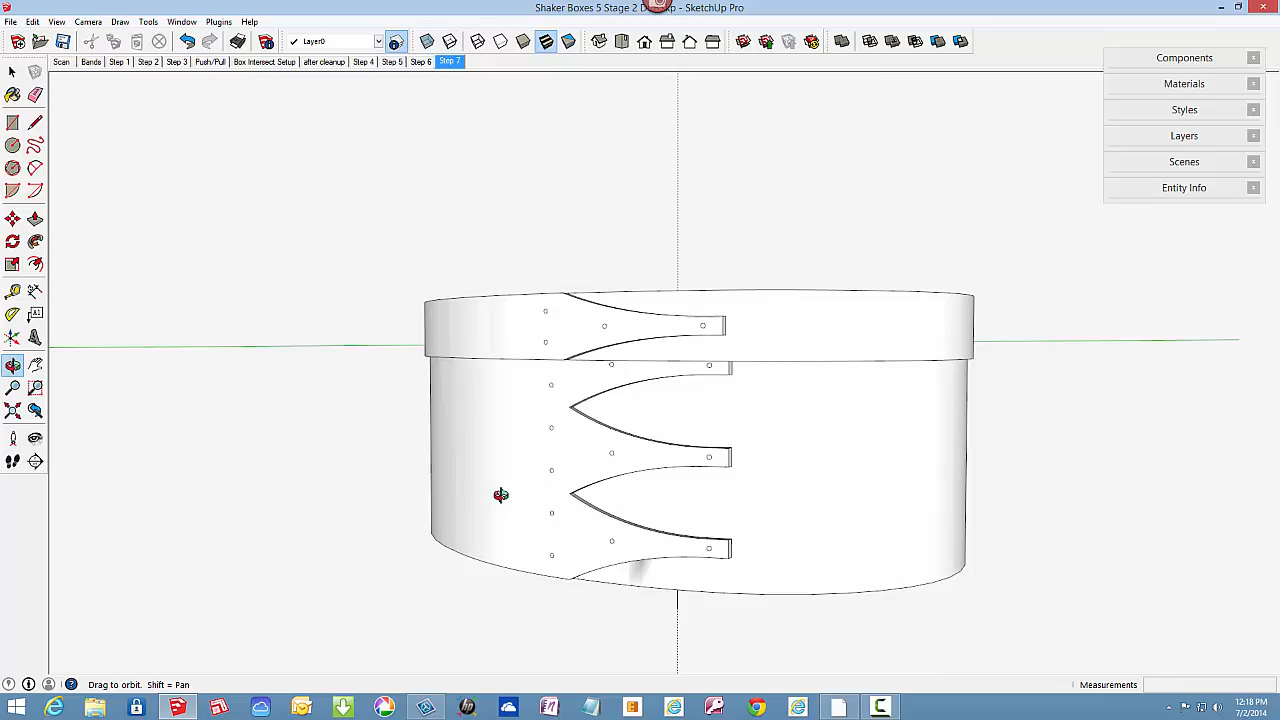 Shaker Boxes 5 Stage 2 - SketchUp Pro
File Edit View Camera Draw Tools Window Plugins Help
Layer0
Scan Bands Step 1 Step 2 Step 3 Push/Pull Box Intersect Setup after cleanup Step 4 Step 5 Step 6 Step 7
Components
Materials
Styles
Layers
Scenes
Entity Info
Drag to orbit. Shift = Pan
Measurements
12:18 PM
7/2/2014